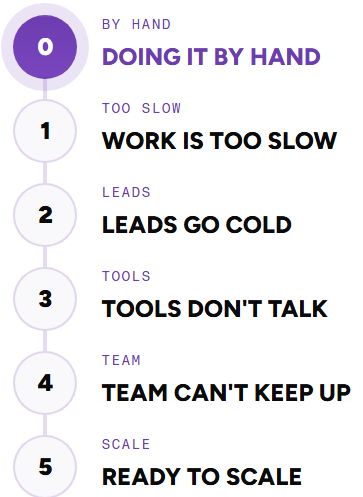 BY HAND
0 DOING IT BY HAND
TOO SLOW
1 WORK IS TOO SLOW
LEADS
2 LEADS GO COLD
TOOLS
3 TOOLS DON'T TALK
TEAM
4 TEAM CAN'T KEEP UP
SCALE
5 READY TO SCALE